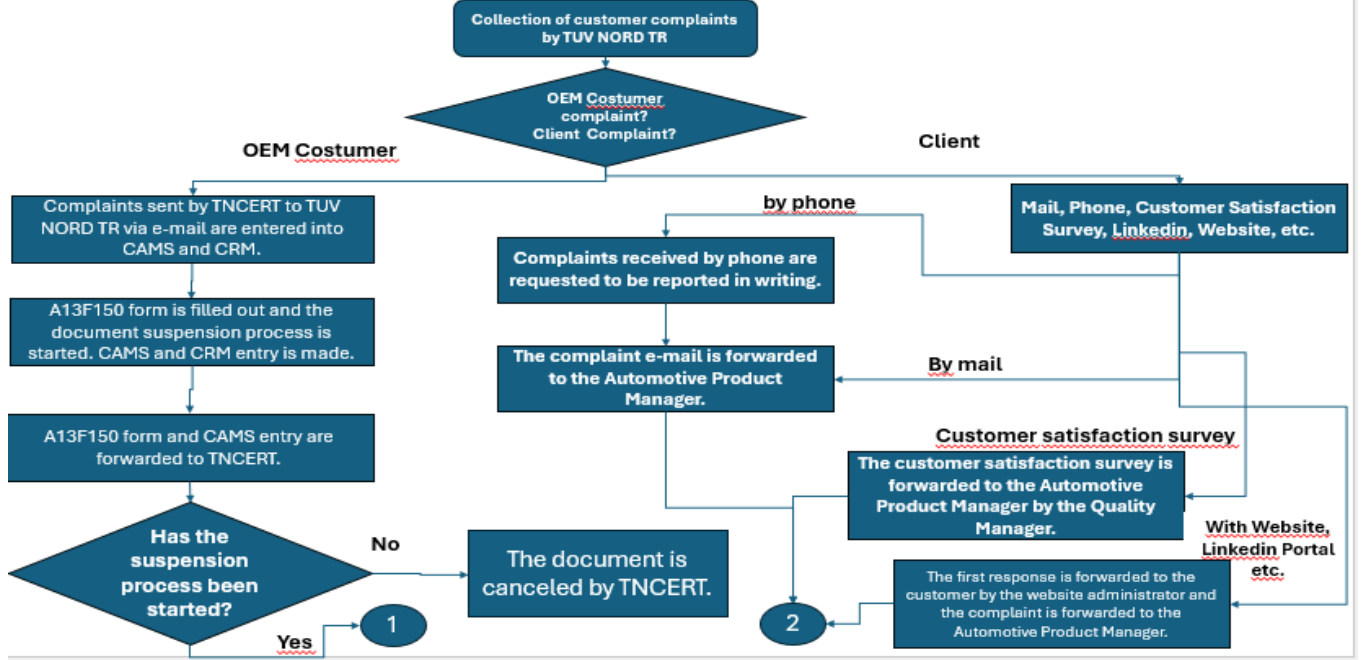 Collection of customer complaints
by TUV NORD TR
OEM Costumer
complaint?
Client Complaint?
OEM Costumer
Client
Complaints sent by TNCERT to TUV
NORD TR via e-mail are entered into
CAMS and CRM.
by phone
Mail, Phone, Customer Satisfaction
Survey, Linkedin, Website, etc.
Complaints received by phone are
requested to be reported in writing.
A13F150 form is filled out and the
document suspension process is
started. CAMS and CRM entry is made.
The complaint e-mail is forwarded
to the Automotive Product
Manager.
By mail
A13F150 form and CAMS entry are
forwarded to TNCERT.
Customer satisfaction survey
The customer satisfaction survey is
forwarded to the Automotive
Product Manager by the Quality
Manager.
Has the
suspension
process been
started?
No
The document is
canceled by TNCERT.
With Website,
Linkedin Portal
etc.
The first response is forwarded to the
customer by the website administrator and
the complaint is forwarded to the
Automotive Product Manager.
Yes
1
2